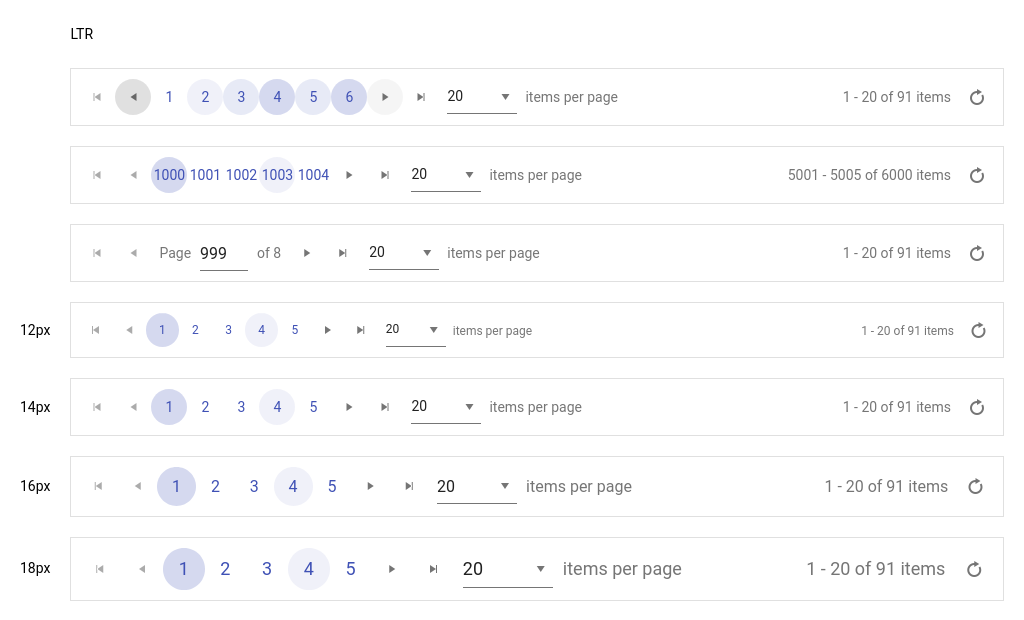 LTR
1 2 3 4 5 6 20 items per page 1 - 20 of 91 items
1000 1001 1002 1003 1004 20 items per page 5001 - 5005 of 6000 items
Page 999 of 8 20 items per page 1 - 20 of 91 items
12px 1 2 3 4 5 20 items per page 1 - 20 of 91 items
14px 1 2 3 4 5 20 items per page 1 - 20 of 91 items
16px 1 2 3 4 5 20 items per page 1 - 20 of 91 items
18px 1 2 3 4 5 20 items per page 1 - 20 of 91 items